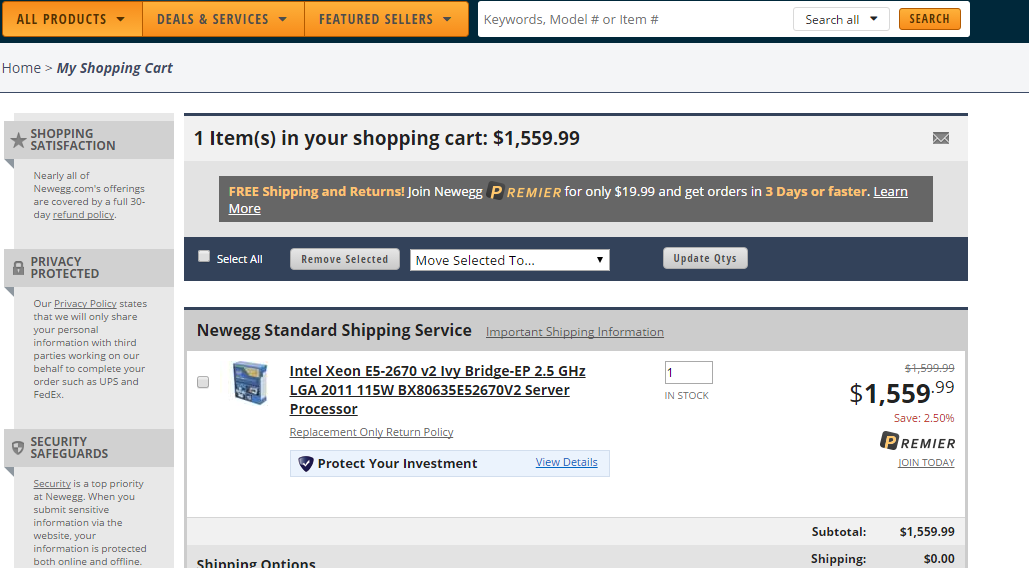 ALL PRODUCTS
DEALS & SERVICES
FEATURED SELLERS
Keywords, Model # or Item #
Search all
SEARCH
Home > My Shopping Cart
SHOPPING
SATISFACTION
Nearly all of
Newegg.com's offerings
are covered by a full 30-
day refund policy.
PRIVACY
PROTECTED
Our Privacy Policy states
that we will only share
your personal
information with third
parties working on our
behalf to complete your
order such as UPS and
FedEx.
SECURITY
SAFEGUARDS
Security is a top priority
at Newegg. When you
submit sensitive
information via the
website, your
information is protected
both online and offline.
1 Item(s) in your shopping cart: $1,559.99
FREE Shipping and Returns! Join Newegg PREMIER for only $19.99 and get orders in 3 Days or faster. Learn
More
Select All
Remove Selected
Move Selected To...
Update Qtys
Newegg Standard Shipping Service
Important Shipping Information
Intel Xeon E5-2670 v2 Ivy Bridge-EP 2.5 GHz
LGA 2011 115W BX80635E52670V2 Server
Processor
Replacement Only Return Policy
Protect Your Investment
View Details
1
IN STOCK
$1,599.99
$1,559.99
Save: 2.50%
PREMIER
JOIN TODAY
Subtotal: $1,559.99
Shipping: $0.00
Shipping Options